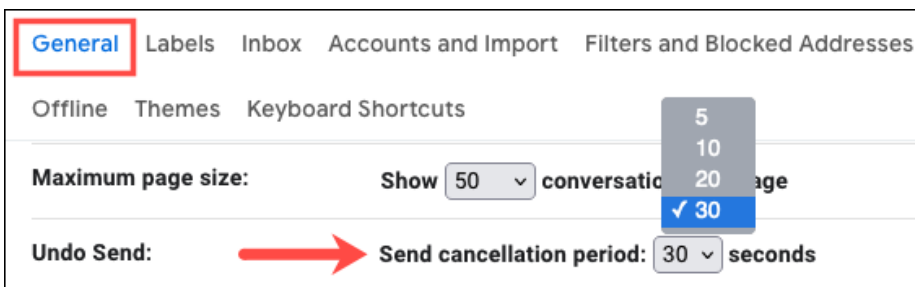 General Labels Inbox Accounts and Import Filters and Blocked Addresses
Offline Themes Keyboard Shortcuts
5
10
20
✓ 30
Maximum page size: Show 50 conversatio age
Undo Send: Send cancellation period: 30 seconds